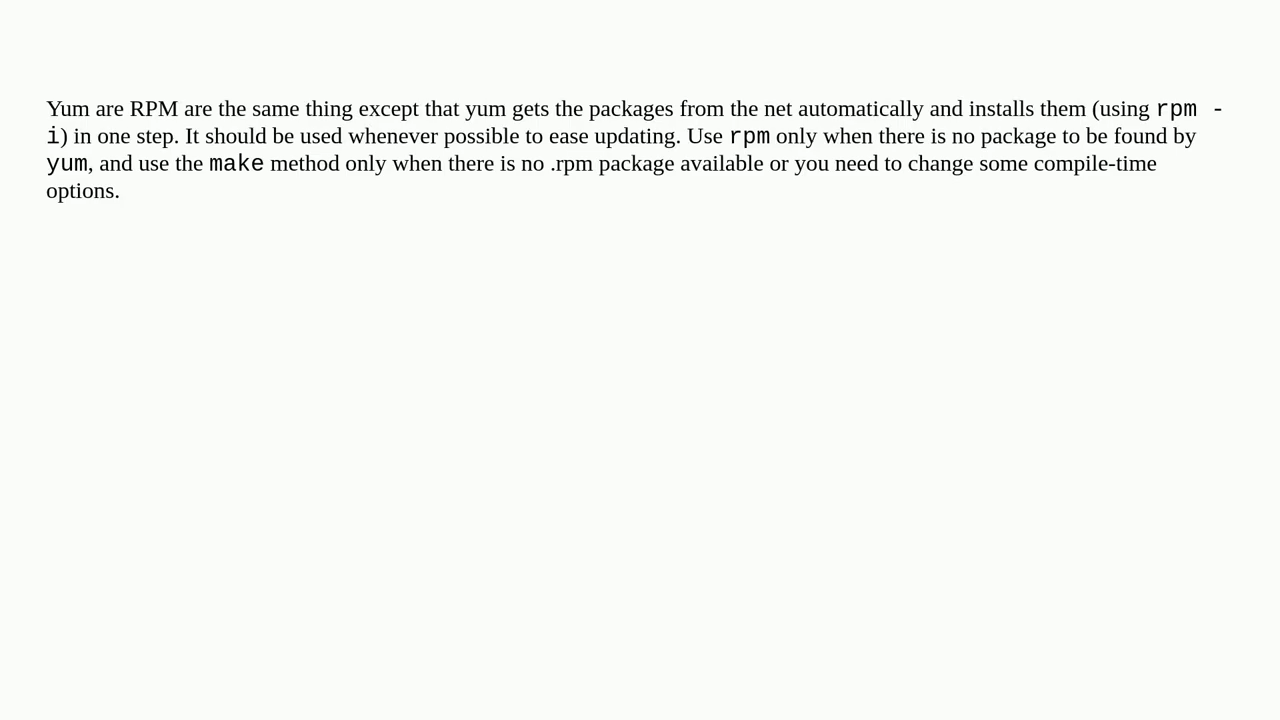 Yum are RPM are the same thing except that yum gets the packages from the net automatically and installs them (using rpm -
i) in one step. It should be used whenever possible to ease updating. Use rpm only when there is no package to be found by
yum, and use the make method only when there is no .rpm package available or you need to change some compile-time
options.